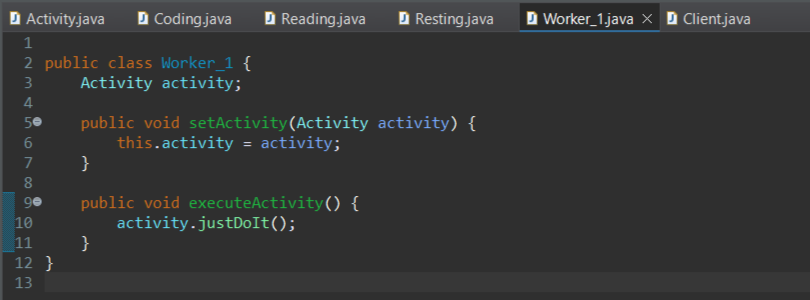 Activity.java Coding.java Reading.java Resting.java Worker_1.java Client.java
1
2 public class Worker_1 {
3 Activity activity;
4
5 public void setActivity(Activity activity) {
6 this.activity = activity;
7 }
8
9 public void executeActivity() {
10 activity.justDoIt();
11 }
12 }
13